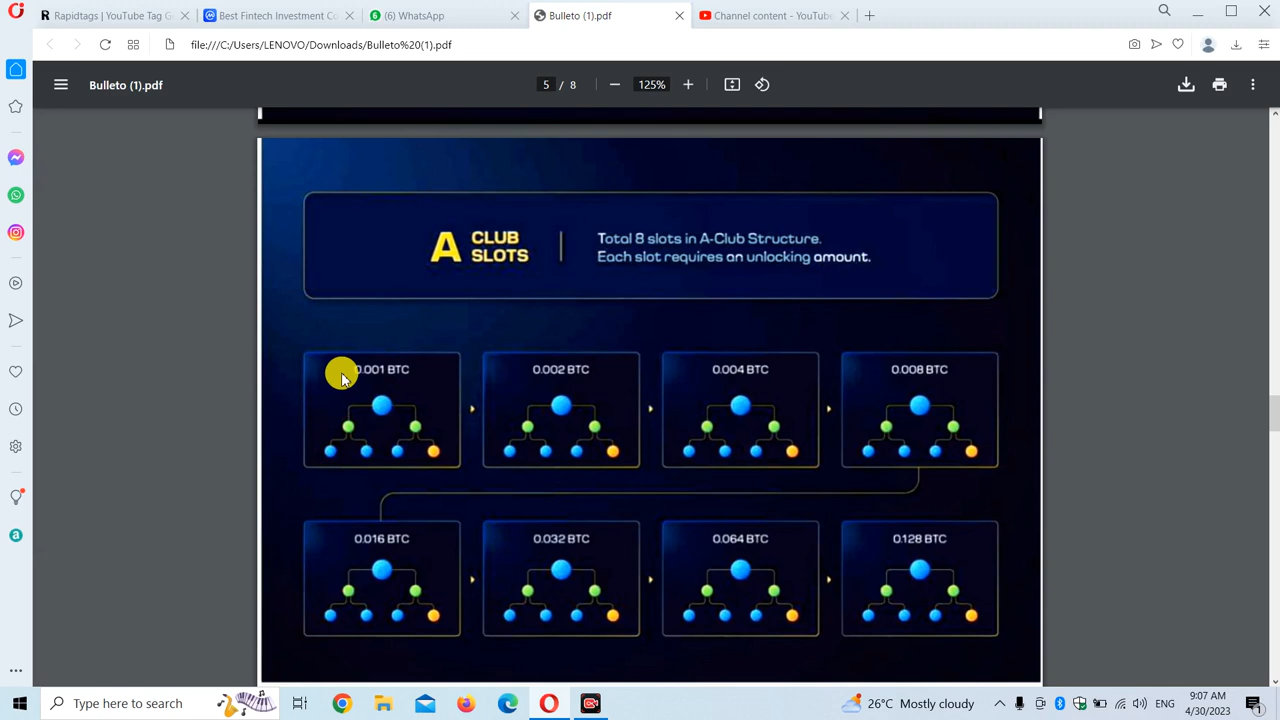 Rapidtags | YouTube Tag G
Best Fintech Investment Co
(6) WhatsApp
Bulleto (1).pdf
Channel content - YouTube
file:///C:/Users/LENOVO/Downloads/Bulleto%20(1).pdf
Bulleto (1).pdf
5 / 8
125%
A CLUB SLOTS
Total 8 slots in A-Club Structure.
Each slot requires an unlocking amount.
0.001 BTC
0.002 BTC
0.004 BTC
0.008 BTC
0.016 BTC
0.032 BTC
0.064 BTC
0.128 BTC
Type here to search
26°C Mostly cloudy
ENG
9:07 AM
4/30/2023